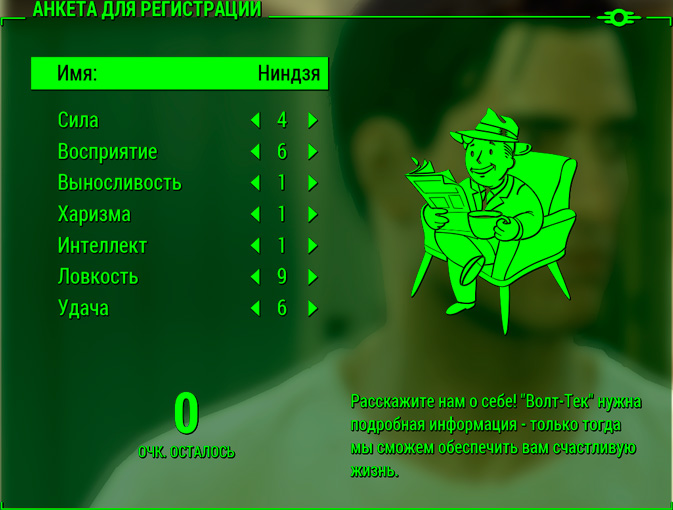 АНКЕТА ДЛЯ РЕГИСТРАЦИИ
Имя: Ниндзя
Сила 4
Восприятие 6
Выносливость 1
Харизма 1
Интеллект 1
Ловкость 9
Удача 6
0
ОЧК. ОСТАЛОСЬ
Расскажите нам о себе! "Волт-Тек" нужна
подробная информация - только тогда
мы сможем обеспечить вам счастливую
жизнь.